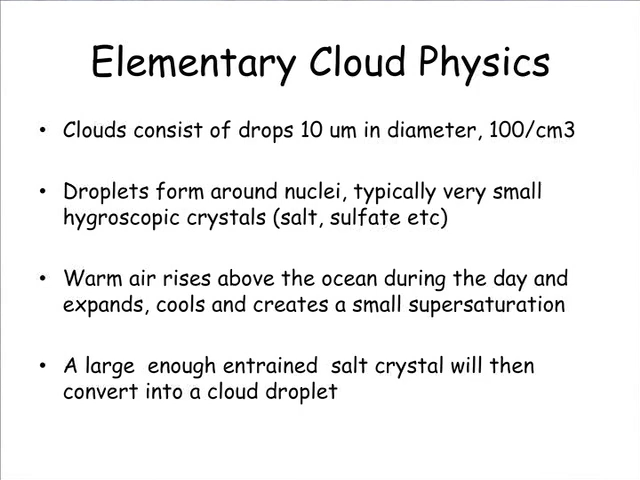 Elementary Cloud Physics
• Clouds consist of drops 10 um in diameter, 100/cm3
• Droplets form around nuclei, typically very small
hygroscopic crystals (salt, sulfate etc)
• Warm air rises above the ocean during the day and
expands, cools and creates a small supersaturation
• A large  enough entrained  salt crystal will then
convert into a cloud droplet